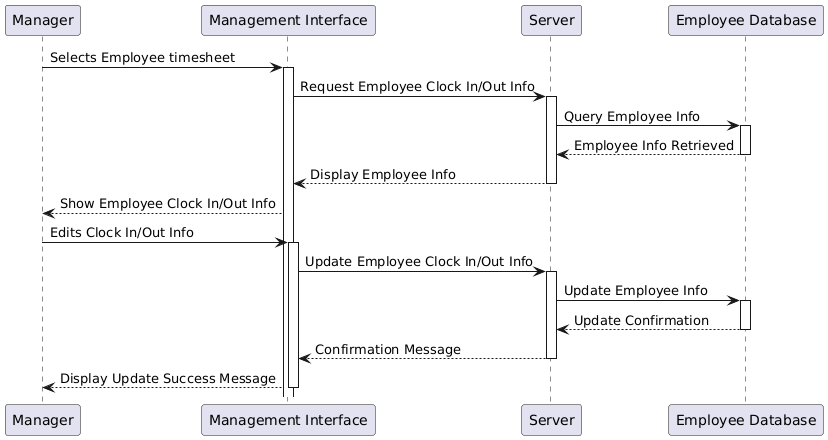 Manager
Management Interface
Server
Employee Database
Selects Employee timesheet
Request Employee Clock In/Out Info
Query Employee Info
Employee Info Retrieved
Display Employee Info
Show Employee Clock In/Out Info
Edits Clock In/Out Info
Update Employee Clock In/Out Info
Update Employee Info
Update Confirmation
Confirmation Message
Display Update Success Message
Manager
Management Interface
Server
Employee Database